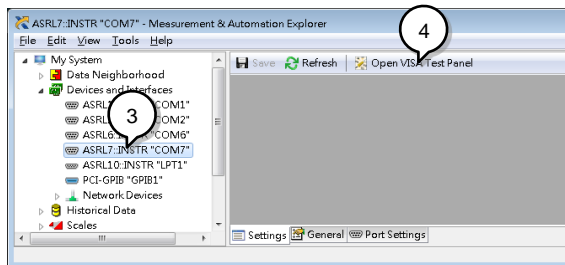 ASRL7::INSTR "COM7" - Measurement & Automation Explorer
File Edit View Tools Help
4
Save Refresh Open VISA Test Panel
My System
Data Neighborhood
Devices and Interfaces
COM1"
COM2"
3
ASRL6::INSTR "COM6"
ASRL7::INSTR "COM7"
ASRL10::INSTR "LPT1"
PCI-GPIB "GPIB1"
Network Devices
Historical Data
Scales
Settings General Port Settings